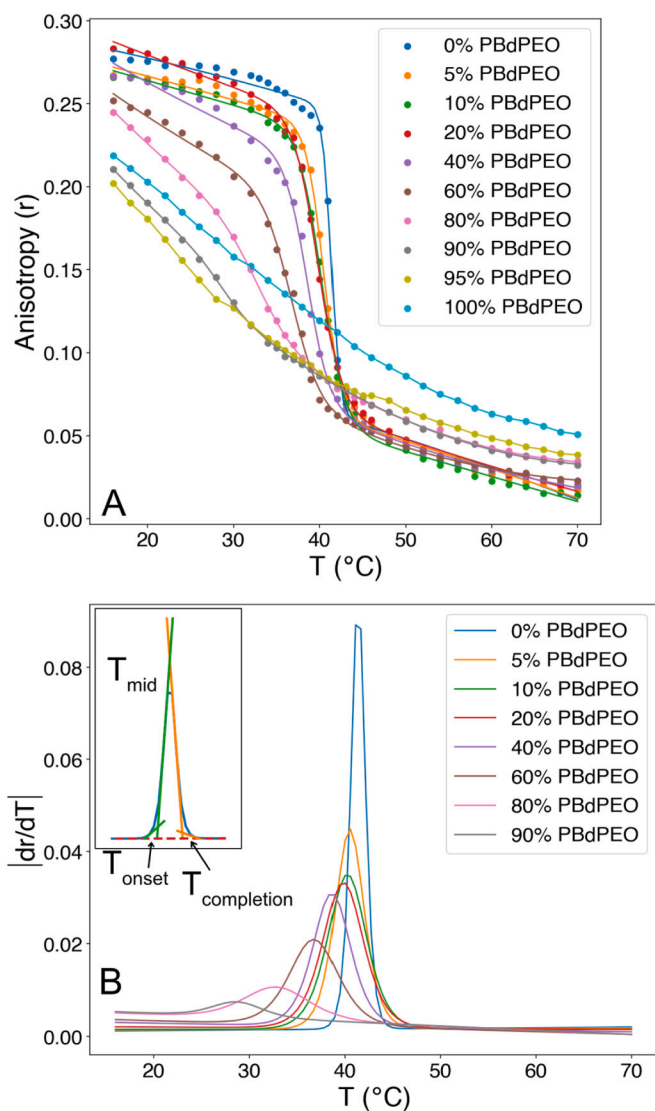 0.30
0.25
0.20
0.15
0.10
0.05
0.00
Anisotropy (r)
0% PBdPEO
5% PBdPEO
10% PBdPEO
20% PBdPEO
40% PBdPEO
60% PBdPEO
80% PBdPEO
90% PBdPEO
95% PBdPEO
100% PBdPEO
A
20 30 40 50 60 70
T (°C)
0.08
0.06
0.04
0.02
0.00
|dr/dT|
Tmid
Tonset
Tcompletion
0% PBdPEO
5% PBdPEO
10% PBdPEO
20% PBdPEO
40% PBdPEO
60% PBdPEO
80% PBdPEO
90% PBdPEO
B
20 30 40 50 60 70
T (°C)